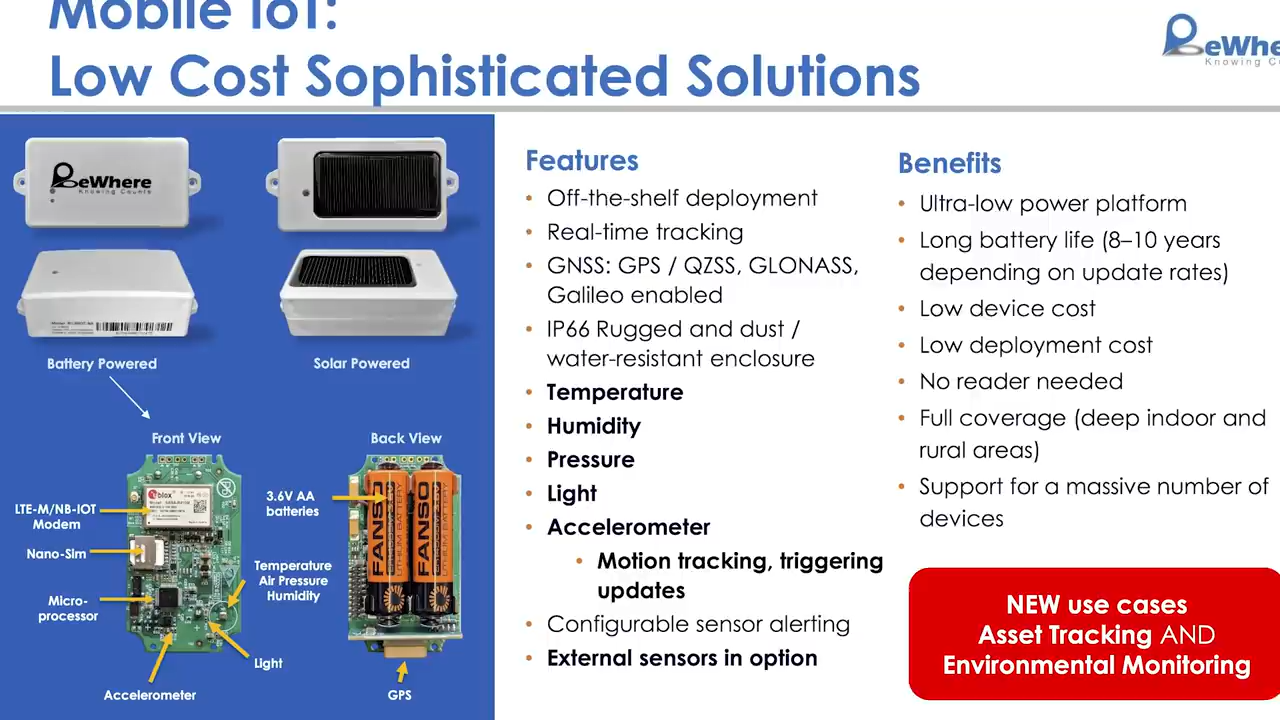 Mobile IoT:
Low Cost Sophisticated Solutions
eWhe
Knowing C
BeWhere
Knowing Counts
Battery Powered
Solar Powered
Front View
Back View
LTE-M/NB-IOT
Modem
Nano-Sim
Micro-
processor
Accelerometer
Light
Temperature
Air Pressure
Humidity
3.6V AA
batteries
GPS
blox
FANSO
FANSO
Features
• Off-the-shelf deployment
• Real-time tracking
• GNSS: GPS / QZSS, GLONASS,
Galileo enabled
• IP66 Rugged and dust /
water-resistant enclosure
• Temperature
• Humidity
• Pressure
• Light
• Accelerometer
• Motion tracking, triggering
updates
• Configurable sensor alerting
• External sensors in option
Benefits
• Ultra-low power platform
• Long battery life (8–10 years
depending on update rates)
• Low device cost
• Low deployment cost
• No reader needed
• Full coverage (deep indoor and
rural areas)
• Support for a massive number of
devices
NEW use cases
Asset Tracking AND
Environmental Monitoring